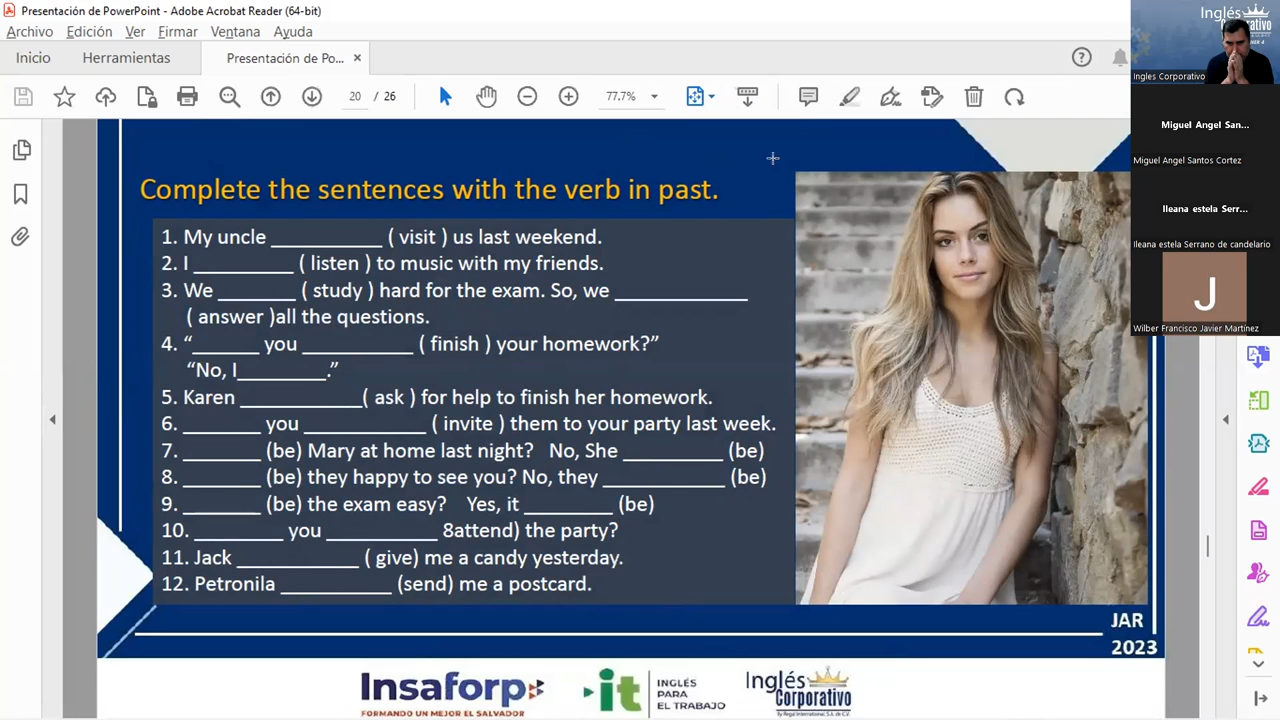 Presentación de PowerPoint - Adobe Acrobat Reader (64-bit)
Archivo Edición Ver Firmar Ventana Ayuda
Inicio Herramientas Presentación de Po... ×
20 / 26 77.7%
Complete the sentences with the verb in past.
1. My uncle __________ ( visit ) us last weekend.
2. I _________ ( listen ) to music with my friends.
3. We _______ ( study ) hard for the exam. So, we ____________
( answer )all the questions.
4. “______ you __________ ( finish ) your homework?”
“No, I________.”
5. Karen ___________( ask ) for help to finish her homework.
6. _______ you ___________ ( invite ) them to your party last week.
7. _______ (be) Mary at home last night? No, She _________ (be)
8. _______ (be) they happy to see you? No, they ___________ (be)
9. _______ (be) the exam easy? Yes, it ________ (be)
10. ________ you __________ 8attend) the party?
11. Jack ___________ ( give) me a candy yesterday.
12. Petronila __________ (send) me a postcard.
JAR
2023
Insaforp
FORMANDO UN MEJOR EL SALVADOR
it
INGLÉS
PARA
EL TRABAJO
Inglés
Corporativo
by Regal International, S.A. de C.V.
Inglés
Corporativo
Ingles Corporativo
Miguel Angel San...
Miguel Angel Santos Cortez
Ileana estela Serr...
Ileana estela Serrano de candelario
J
Wilber Francisco Javier Martínez